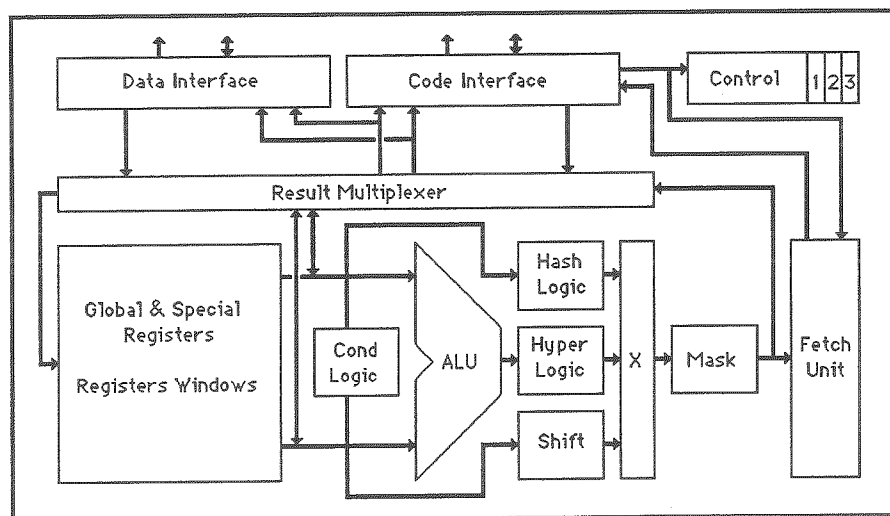 Data Interface
Code Interface
Control 1 2 3
Result Multiplexer
Global & Special
Registers
Registers Windows
Cond
Logic
ALU
Hash
Logic
Hyper
Logic
Shift
X
Mask
Fetch
Unit